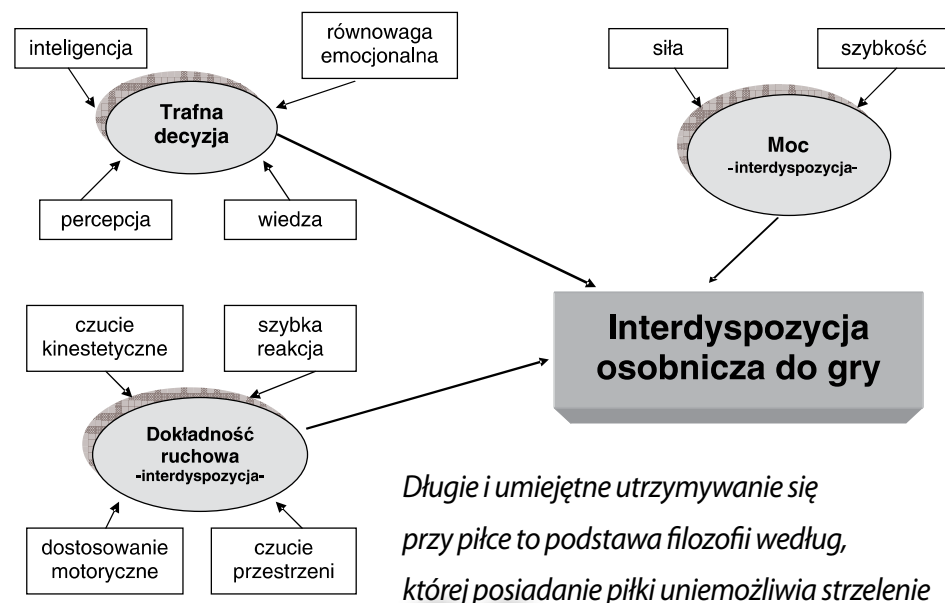 inteligencja
równowaga
emocjonalna
Trafna
decyzja
percepcja
wiedza
siła
szybkość
Moc
-interdyspozycja-
czucie
kinestetyczne
szybka
reakcja
Dokładność
ruchowa
-interdyspozycja-
dostosowanie
motoryczne
czucie
przestrzeni
Interdyspozycja
osobnicza do gry
Długie i umiejętne utrzymywanie się
przy piłce to podstawa filozofii według,
której posiadanie piłki uniemożliwia strzelenie